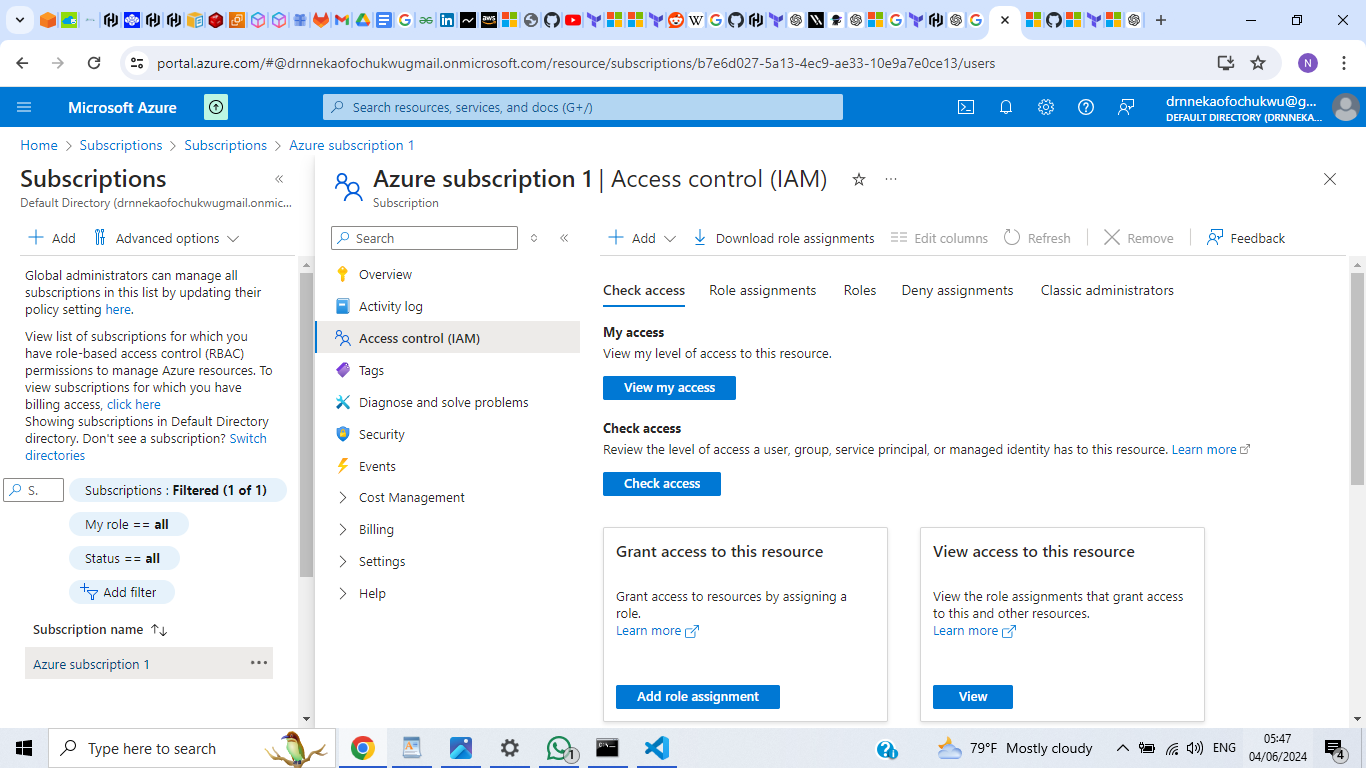 portal.azure.com/#@drnnekaofochukwugmail.onmicrosoft.com/resource/subscriptions/b7e6d027-5a13-4ec9-ae33-10e9a7e0ce13/users
N
Microsoft Azure
Search resources, services, and docs (G+/)
drnnekaofochukwu@g...
DEFAULT DIRECTORY (DRNNEKA...
Home > Subscriptions > Subscriptions > Azure subscription 1
Subscriptions
Default Directory (drnnekaofochukwugmail.onmic...
Add
Advanced options
Global administrators can manage all
subscriptions in this list by updating their
policy setting here.
View list of subscriptions for which you
have role-based access control (RBAC)
permissions to manage Azure resources. To
view subscriptions for which you have
billing access, click here
Showing subscriptions in Default Directory
directory. Don't see a subscription? Switch
directories
S.
Subscriptions : Filtered (1 of 1)
My role == all
Status == all
Add filter
Subscription name
Azure subscription 1
Azure subscription 1 | Access control (IAM)
Subscription
Search
Overview
Activity log
Access control (IAM)
Tags
Diagnose and solve problems
Security
Events
Cost Management
Billing
Settings
Help
Add
Download role assignments
Edit columns
Refresh
Remove
Feedback
Check access
Role assignments
Roles
Deny assignments
Classic administrators
My access
View my level of access to this resource.
View my access
Check access
Review the level of access a user, group, service principal, or managed identity has to this resource. Learn more
Check access
Grant access to this resource
Grant access to resources by assigning a
role.
Learn more
Add role assignment
View access to this resource
View the role assignments that grant access
to this and other resources.
Learn more
View
Type here to search
1
79°F Mostly cloudy
ENG
05:47
04/06/2024
4